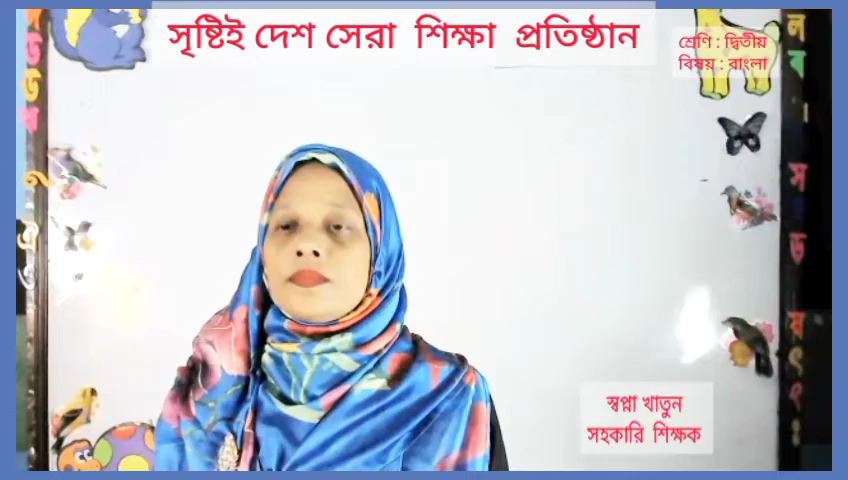 সৃষ্টিই দেশ সেরা শিক্ষা প্রতিষ্ঠান
শ্রেণি : দ্বিতীয়
বিষয় : বাংলা
স্বপ্না খাতুন
সহকারি শিক্ষক